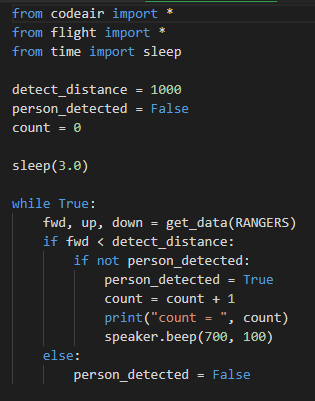 from codeair import *
from flight import *
from time import sleep

detect_distance = 1000
person_detected = False
count = 0

sleep(3.0)

while True:
    fwd, up, down = get_data(RANGERS)
    if fwd < detect_distance:
        if not person_detected:
            person_detected = True
            count = count + 1
            print("count = ", count)
            speaker.beep(700, 100)
    else:
        person_detected = False